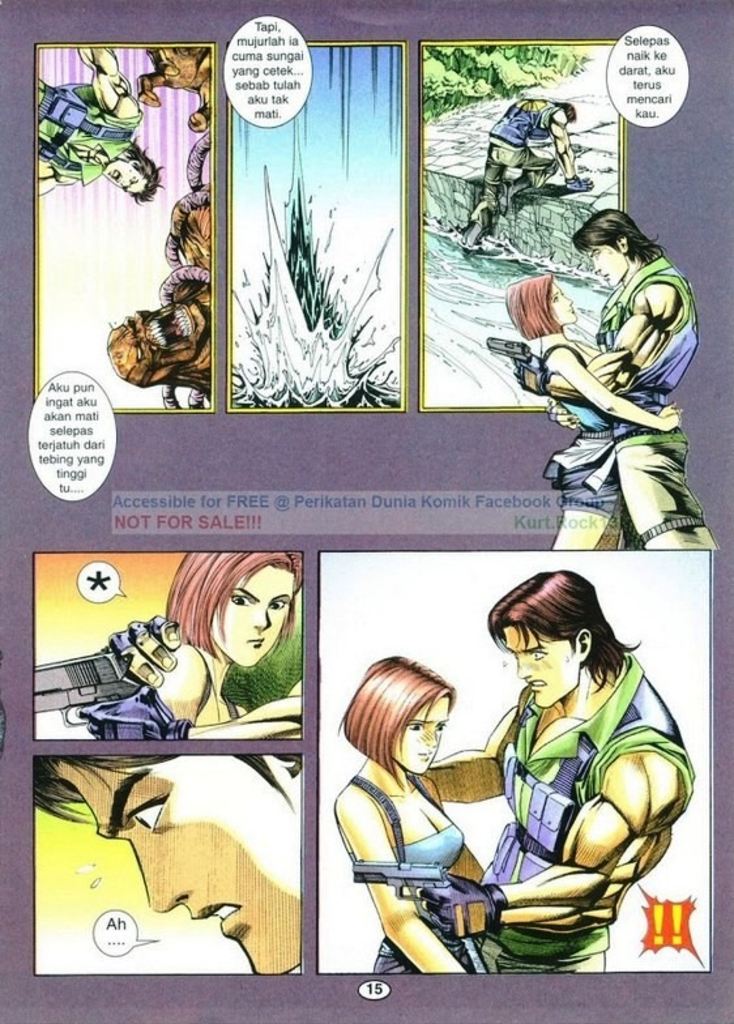 Aku pun
ingat aku
akan mati
selepas
terjatuh dari
tebing yang
tinggi
tu....
Tapi,
mujurlah ia
cuma sungai
yang cetek...
sebab tulah
aku tak
mati.
Selepas
naik ke
darat, aku
terus
mencari
kau.
Accessible for FREE @ Perikatan Dunia Komik Facebook Group
NOT FOR SALE!!!
Kurt.Rock
*
Ah
....
!!
15